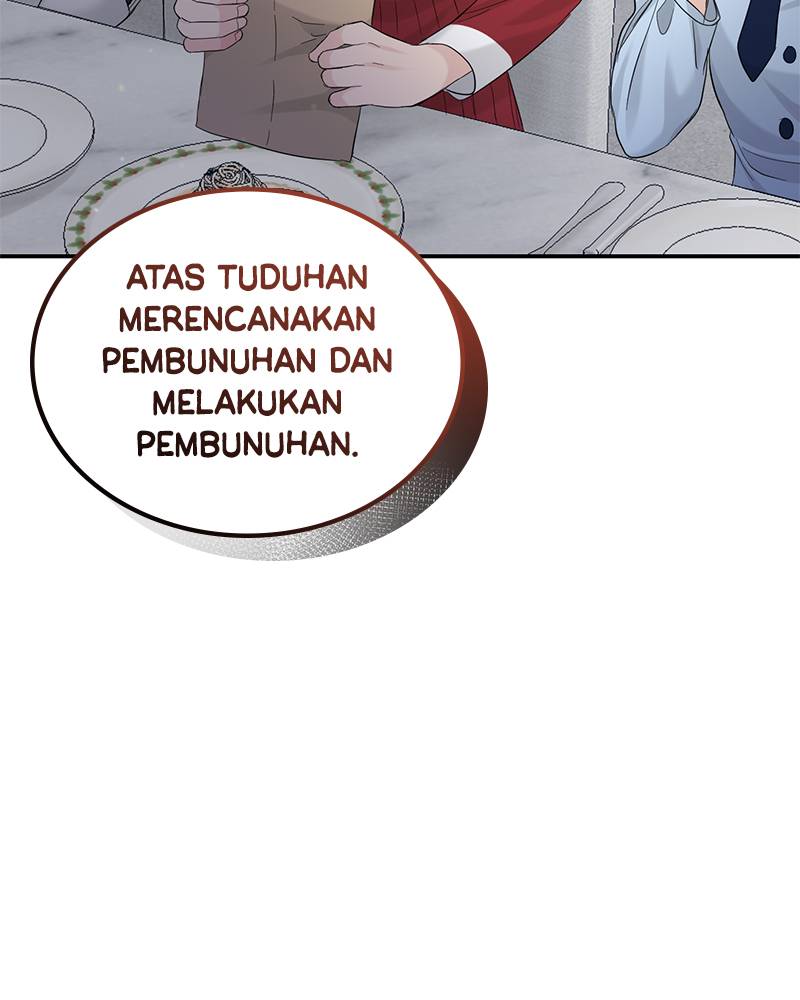 ATAS TUDUHAN
MERENCANAKAN
PEMBUNUHAN DAN
MELAKUKAN
PEMBUNUHAN.